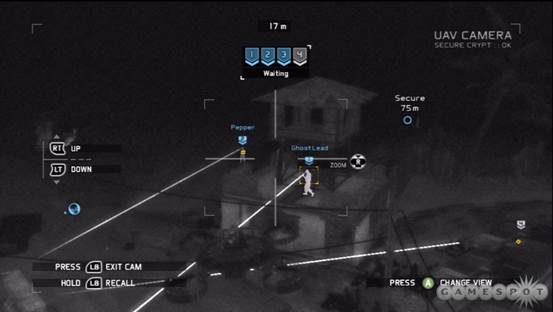 17 m
UAV CAMERA
SECURE CRYPT :: OK
1 2 3 4
Waiting
Secure
75 m
Pepper
GhostLead
RT UP
ZOOM R
LT DOWN
PRESS LB EXIT CAM
HOLD LB RECALL
PRESS A CHANGE VIEW
GAMESPOT